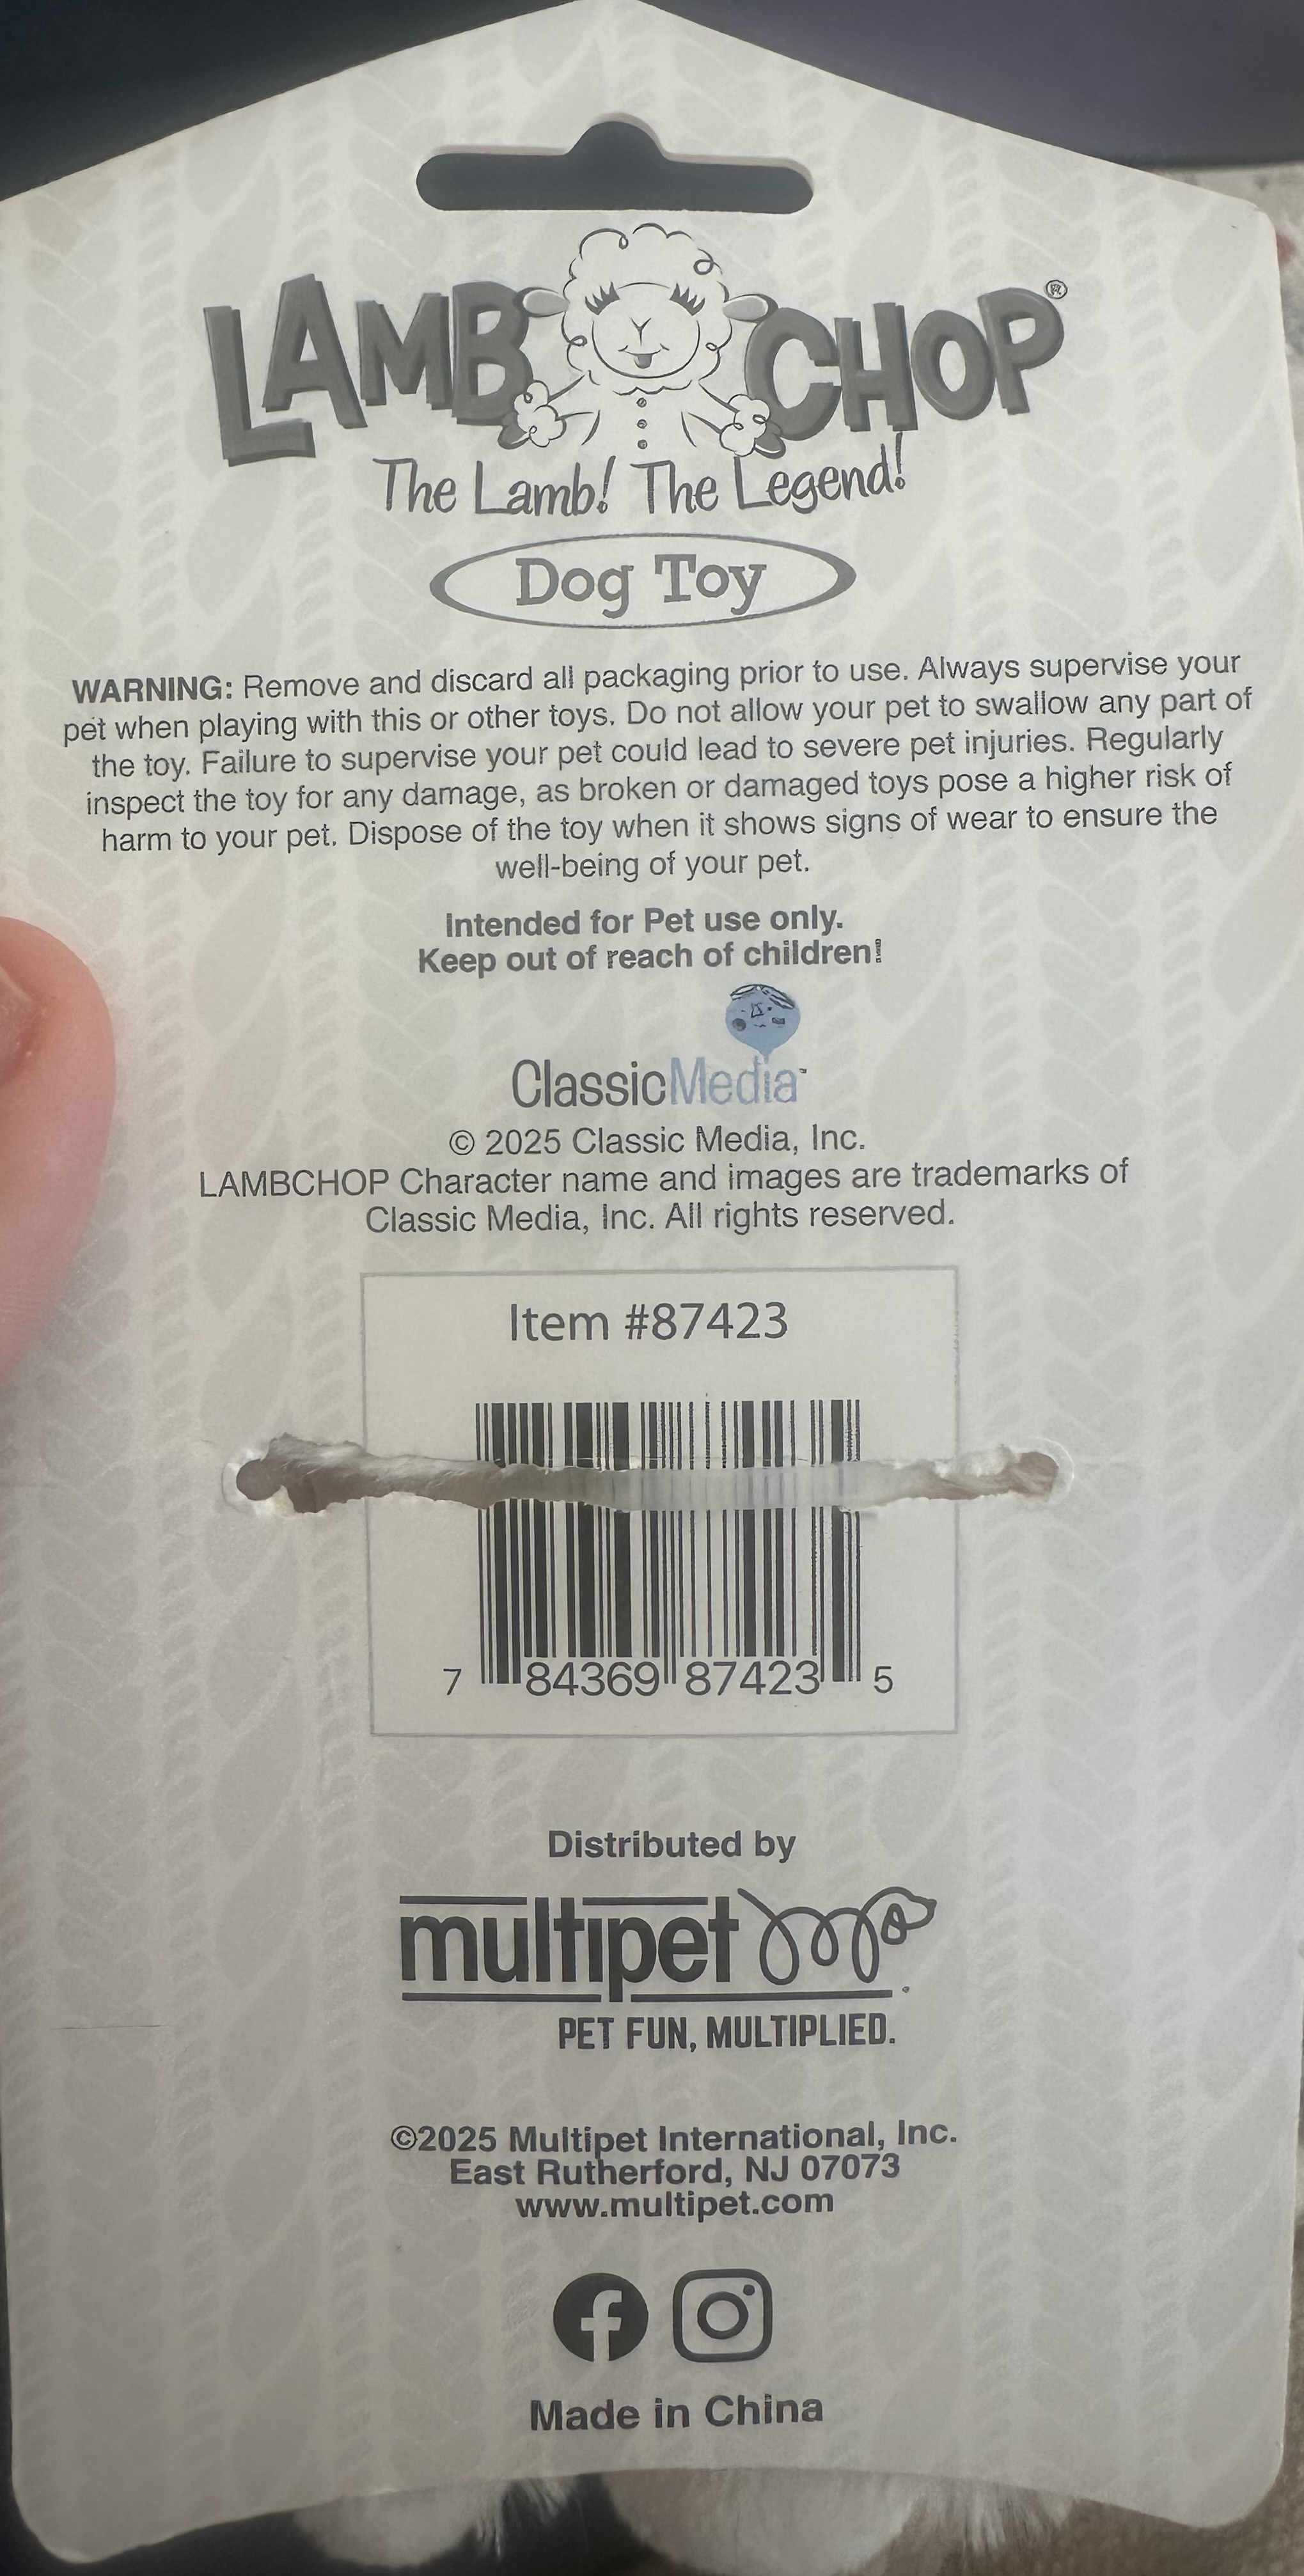 LAMB CHOP®
The Lamb! The Legend!
Dog Toy
WARNING: Remove and discard all packaging prior to use. Always supervise your
pet when playing with this or other toys. Do not allow your pet to swallow any part of
the toy. Failure to supervise your pet could lead to severe pet injuries. Regularly
inspect the toy for any damage, as broken or damaged toys pose a higher risk of
harm to your pet. Dispose of the toy when it shows signs of wear to ensure the
well-being of your pet.
Intended for Pet use only.
Keep out of reach of children!
ClassicMedia™
© 2025 Classic Media, Inc.
LAMBCHOP Character name and images are trademarks of
Classic Media, Inc. All rights reserved.
Item #87423
7 84369 87423 5
Distributed by
multipet
PET FUN, MULTIPLIED.
©2025 Multipet International, Inc.
East Rutherford, NJ 07073
www.multipet.com
Made in China